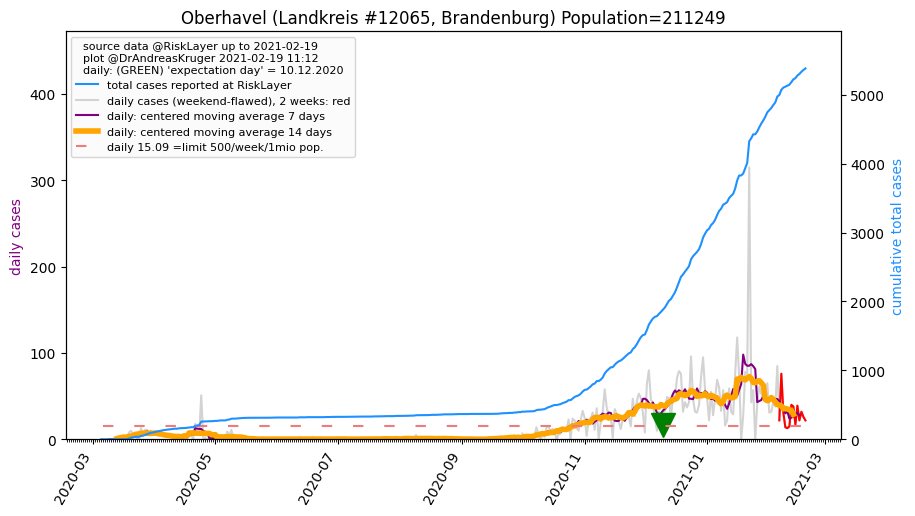 Oberhavel (Landkreis #12065, Brandenburg) Population=211249
source data @RiskLayer up to 2021-02-19
plot @DrAndreasKruger 2021-02-19 11:12
daily: (GREEN) 'expectation day' = 10.12.2020
total cases reported at RiskLayer
daily cases (weekend-flawed), 2 weeks: red
daily: centered moving average 7 days
daily: centered moving average 14 days
daily 15.09 =limit 500/week/1mio pop.
daily cases
400
300
200
100
0
cumulative total cases
5000
4000
3000
2000
1000
0
2020-03
2020-05
2020-07
2020-09
2020-11
2021-01
2021-03